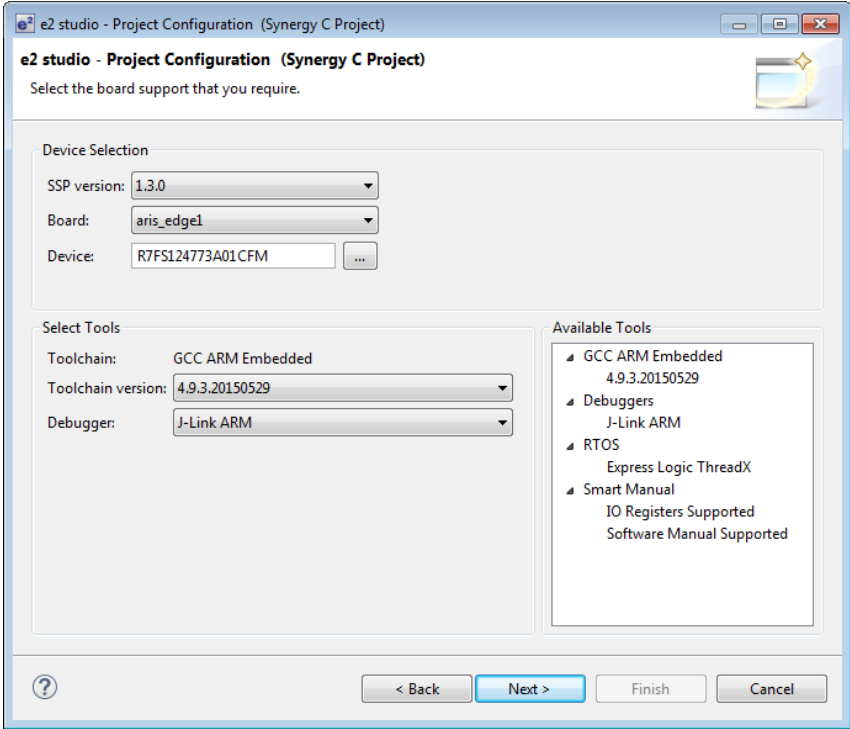 e² e2 studio - Project Configuration (Synergy C Project)
e2 studio - Project Configuration (Synergy C Project)
Select the board support that you require.
Device Selection
SSP version: 1.3.0
Board: aris_edge1
Device: R7FS124773A01CFM ...
Select Tools
Toolchain: GCC ARM Embedded
Toolchain version: 4.9.3.20150529
Debugger: J-Link ARM
Available Tools
GCC ARM Embedded
4.9.3.20150529
Debuggers
J-Link ARM
RTOS
Express Logic ThreadX
Smart Manual
IO Registers Supported
Software Manual Supported
? < Back Next > Finish Cancel